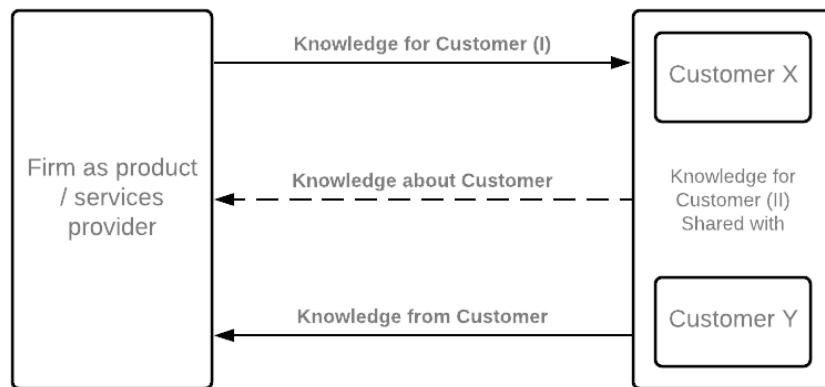 Knowledge for Customer (I)
Customer X
Firm as product
/ services
provider
Knowledge about Customer
Knowledge for
Customer (II)
Shared with
Knowledge from Customer
Customer Y